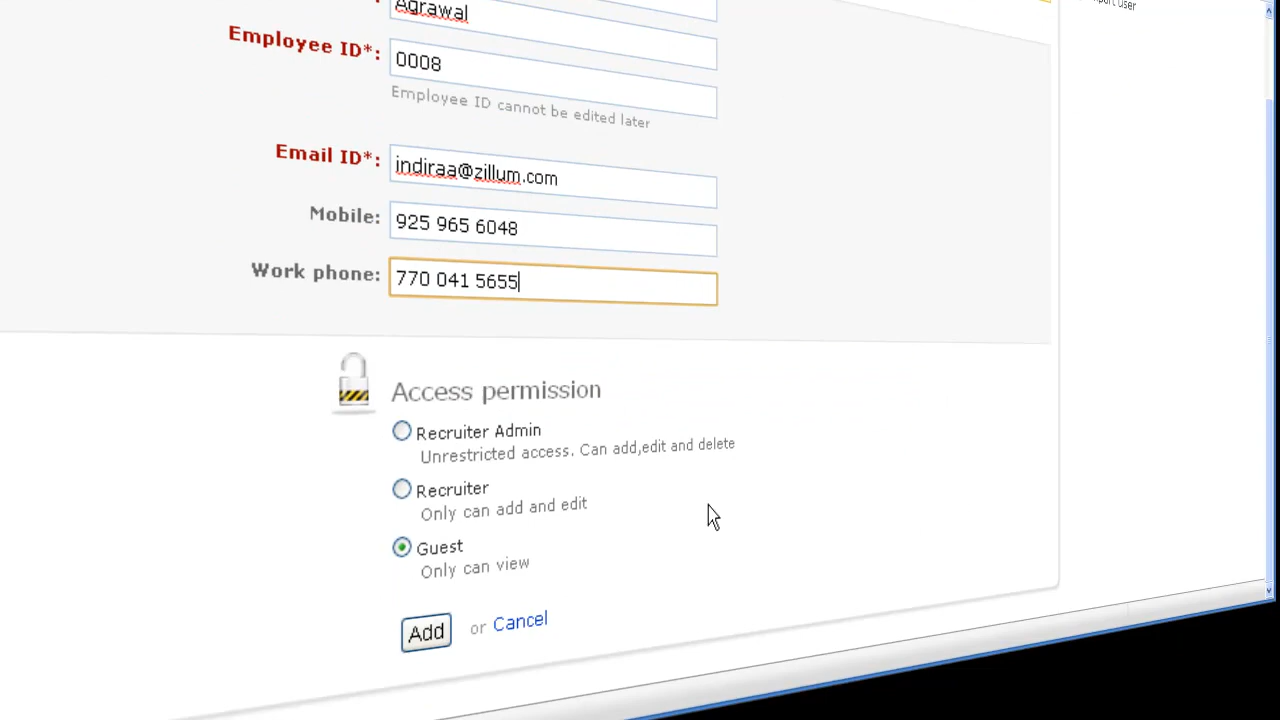 Agrawal
Employee ID*:
0008
Employee ID cannot be edited later
Email ID*:
indiraa@zillum.com
Mobile:
925 965 6048
Work phone:
770 041 5655
Access permission
Recruiter Admin
Unrestricted access. Can add,edit and delete
Recruiter
Only can add and edit
Guest
Only can view
Add or Cancel
user